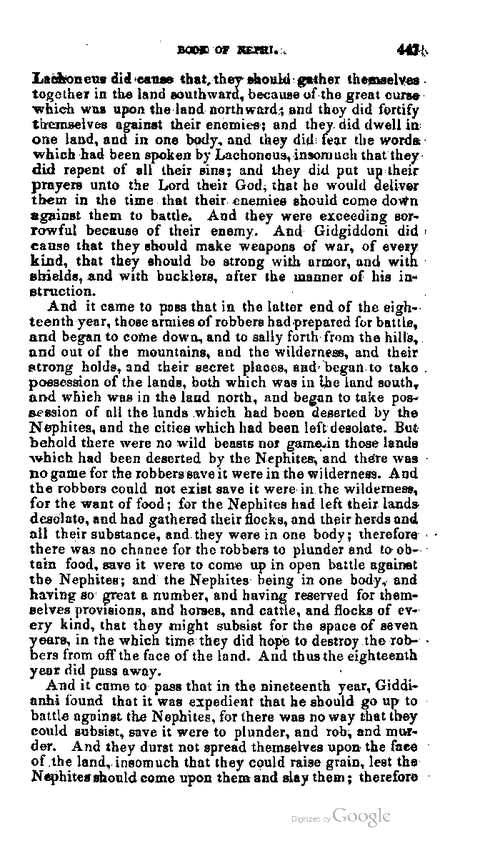 BOOK OF NEPHI. 447
Lachoneus did cause that they should gather themselves
together in the land southward, because of the great curse
which was upon the land northward; and they did fortify
themselves against their enemies; and they did dwell in
one land, and in one body, and they did fear the words
which had been spoken by Lachoneus, insomuch that they
did repent of all their sins; and they did put up their
prayers unto the Lord their God, that he would deliver
them in the time that their enemies should come down
against them to battle. And they were exceeding sor-
rowful because of their enemy. And Gidgiddoni did
cause that they should make weapons of war, of every
kind, that they should be strong with armor, and with
shields, and with bucklers, after the manner of his in-
struction.
And it came to pass that in the latter end of the eigh-
teenth year, those armies of robbers had prepared for battle,
and began to come down, and to sally forth from the hills,
and out of the mountains, and the wilderness, and their
strong holds, and their secret places, and began to take
possession of the lands, both which was in the land south,
and which was in the land north, and began to take pos-
session of all the lands which had been deserted by the
Nephites, and the cities which had been left desolate. But
behold there were no wild beasts nor game in those lands
which had been deserted by the Nephites, and there was
no game for the robbers save it were in the wilderness. And
the robbers could not exist save it were in the wilderness,
for the want of food; for the Nephites had left their lands
desolate, and had gathered their flocks, and their herds and
all their substance, and they were in one body; therefore
there was no chance for the robbers to plunder and to ob-
tain food, save it were to come up in open battle against
the Nephites; and the Nephites being in one body, and
having so great a number, and having reserved for them-
selves provisions, and horses, and cattle, and flocks of ev-
ery kind, that they might subsist for the space of seven
years, in the which time they did hope to destroy the rob-
bers from off the face of the land. And thus the eighteenth
year did pass away.
And it came to pass that in the nineteenth year, Giddi-
anhi found that it was expedient that he should go up to
battle against the Nephites, for there was no way that they
could subsist, save it were to plunder, and rob, and mur-
der. And they durst not spread themselves upon the face
of the land, insomuch that they could raise grain, lest the
Nephites should come upon them and slay them; therefore
Digitized by Google